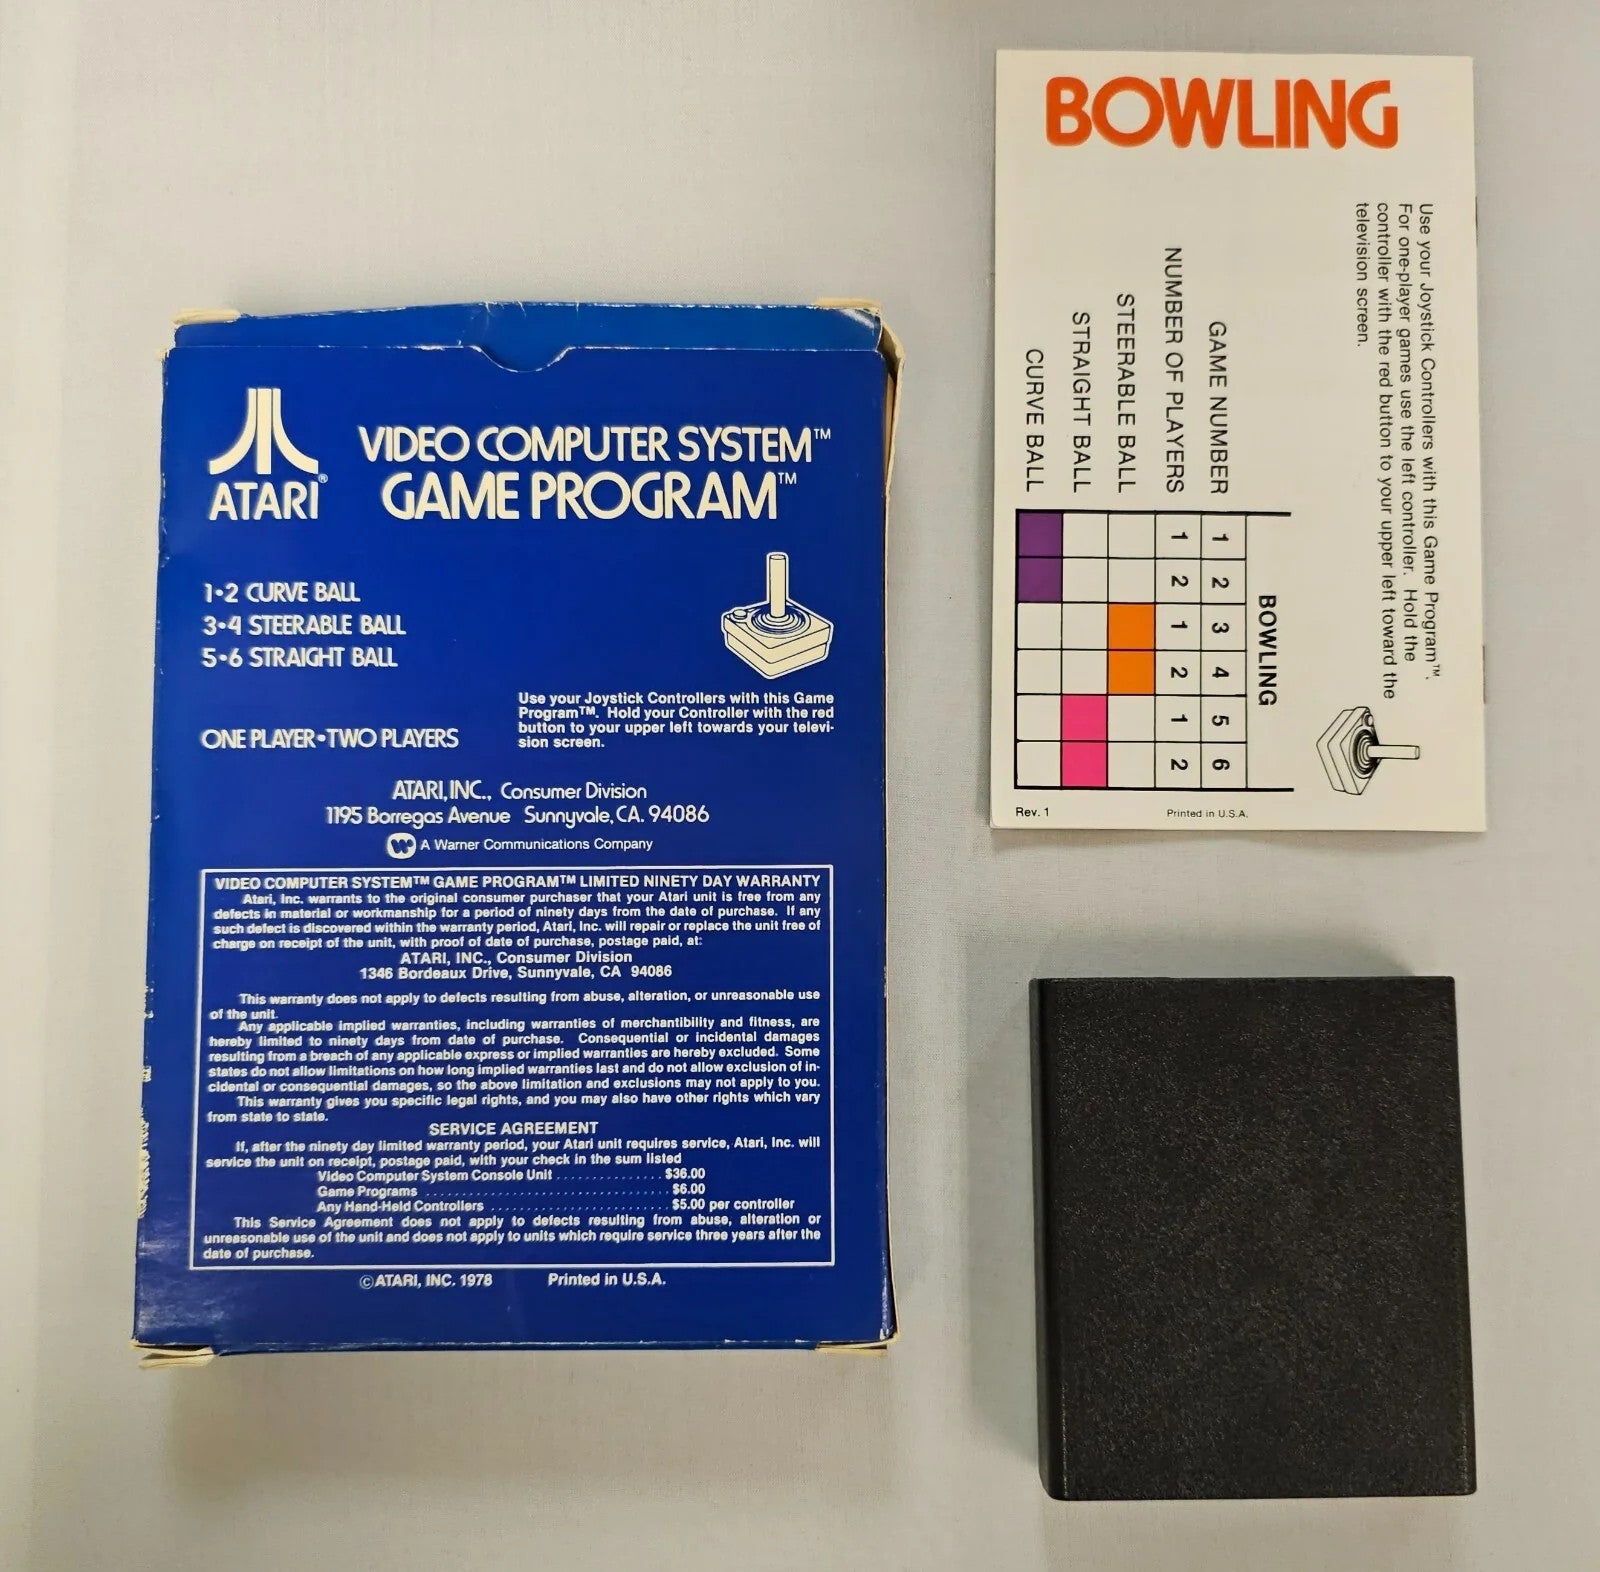 ATARI®
VIDEO COMPUTER SYSTEM™
GAME PROGRAM™
1•2 CURVE BALL
3•4 STEERABLE BALL
5•6 STRAIGHT BALL
ONE PLAYER•TWO PLAYERS
Use your Joystick Controllers with this Game
Program™. Hold your Controller with the red
button to your upper left towards your televi-
sion screen.
ATARI, INC., Consumer Division
1195 Borregas Avenue Sunnyvale, CA. 94086
A Warner Communications Company
VIDEO COMPUTER SYSTEM™ GAME PROGRAM™ LIMITED NINETY DAY WARRANTY
Atari, Inc. warrants to the original consumer purchaser that your Atari unit is free from any
defects in material or workmanship for a period of ninety days from the date of purchase. If any
such defect is discovered within the warranty period, Atari, Inc. will repair or replace the unit free of
charge on receipt of the unit, with proof of date of purchase, postage paid, at:
ATARI, INC., Consumer Division
1346 Bordeaux Drive, Sunnyvale, CA 94086
This warranty does not apply to defects resulting from abuse, alteration, or unreasonable use
of the unit.
Any applicable implied warranties, including warranties of merchantibility and fitness, are
hereby limited to ninety days from date of purchase. Consequential or incidental damages
resulting from a breach of any applicable express or implied warranties are hereby excluded. Some
states do not allow limitations on how long implied warranties last and do not allow exclusion of in-
cidental or consequential damages, so the above limitation and exclusions may not apply to you.
This warranty gives you specific legal rights, and you may also have other rights which vary
from state to state.
SERVICE AGREEMENT
If, after the ninety day limited warranty period, your Atari unit requires service, Atari, Inc. will
service the unit on receipt, postage paid, with your check in the sum listed
Video Computer System Console Unit .............. $36.00
Game Programs ................................. $6.00
Any Hand-Held Controllers ........................ $5.00 per controller
This Service Agreement does not apply to defects resulting from abuse, alteration or
unreasonable use of the unit and does not apply to units which require service three years after the
date of purchase.
©ATARI, INC. 1978 Printed in U.S.A.
BOWLING
Use your Joystick Controllers with this Game Program™.
For one-player games use the left controller. Hold the
controller with the red button to your upper left toward the
television screen.
BOWLING
GAME NUMBER 1 2 3 4 5 6
NUMBER OF PLAYERS 1 2 1 2 1 2
STEERABLE BALL
STRAIGHT BALL
CURVE BALL
Rev. 1 Printed in U.S.A.